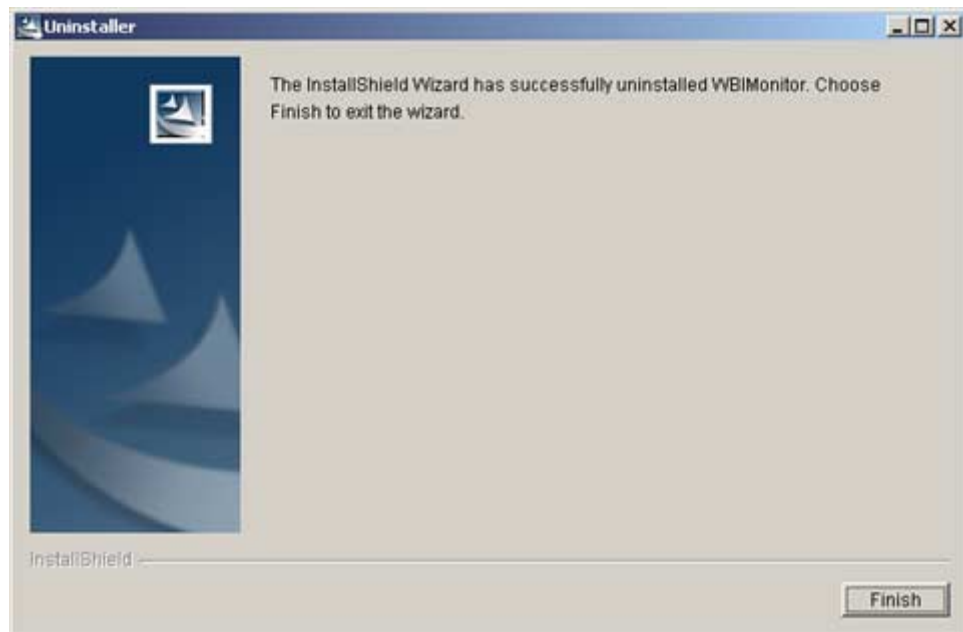 Uninstaller
The InstallShield Wizard has successfully uninstalled WBIMonitor. Choose
Finish to exit the wizard.
InstallShield
Finish